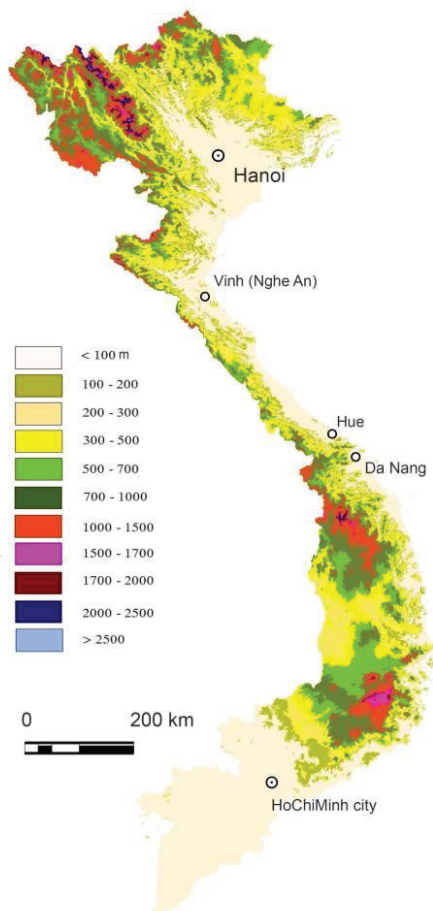 Hanoi
Vinh (Nghe An)
< 100 m
100 - 200
200 - 300
300 - 500
500 - 700
700 - 1000
1000 - 1500
1500 - 1700
1700 - 2000
2000 - 2500
> 2500
Hue
Da Nang
0 200 km
HoChiMinh city